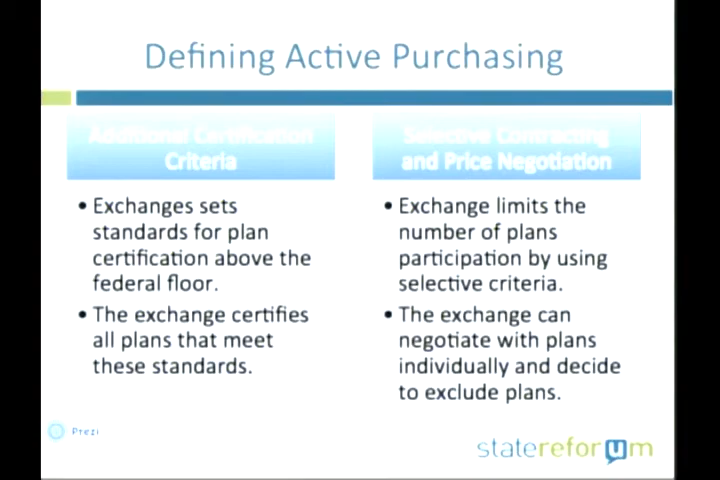 Defining Active Purchasing
Additional Certification
Criteria
• Exchanges sets
standards for plan
certification above the
federal floor.
• The exchange certifies
all plans that meet
these standards.
Selective Contracting
and Price Negotiation
• Exchange limits the
number of plans
participation by using
selective criteria.
• The exchange can
negotiate with plans
individually and decide
to exclude plans.
Prezi
statereforum